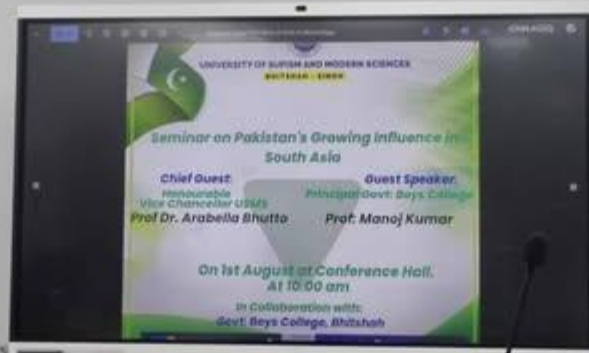 UNIVERSITY OF SUFISM AND MODERN SCIENCES
BHITSHAH - SINDH
Seminar on Pakistan's Growing Influence in
South Asia
Chief Guest:
Honourable
Vice Chancellor USMS
Prof Dr. Arabella Bhutto
Guest Speaker:
Principal Govt: Boys College
Prof: Manoj Kumar
On 1st August at Conference Hall.
At 10:00 am
In Collaboration with:
Govt: Boys College, Bhitshah